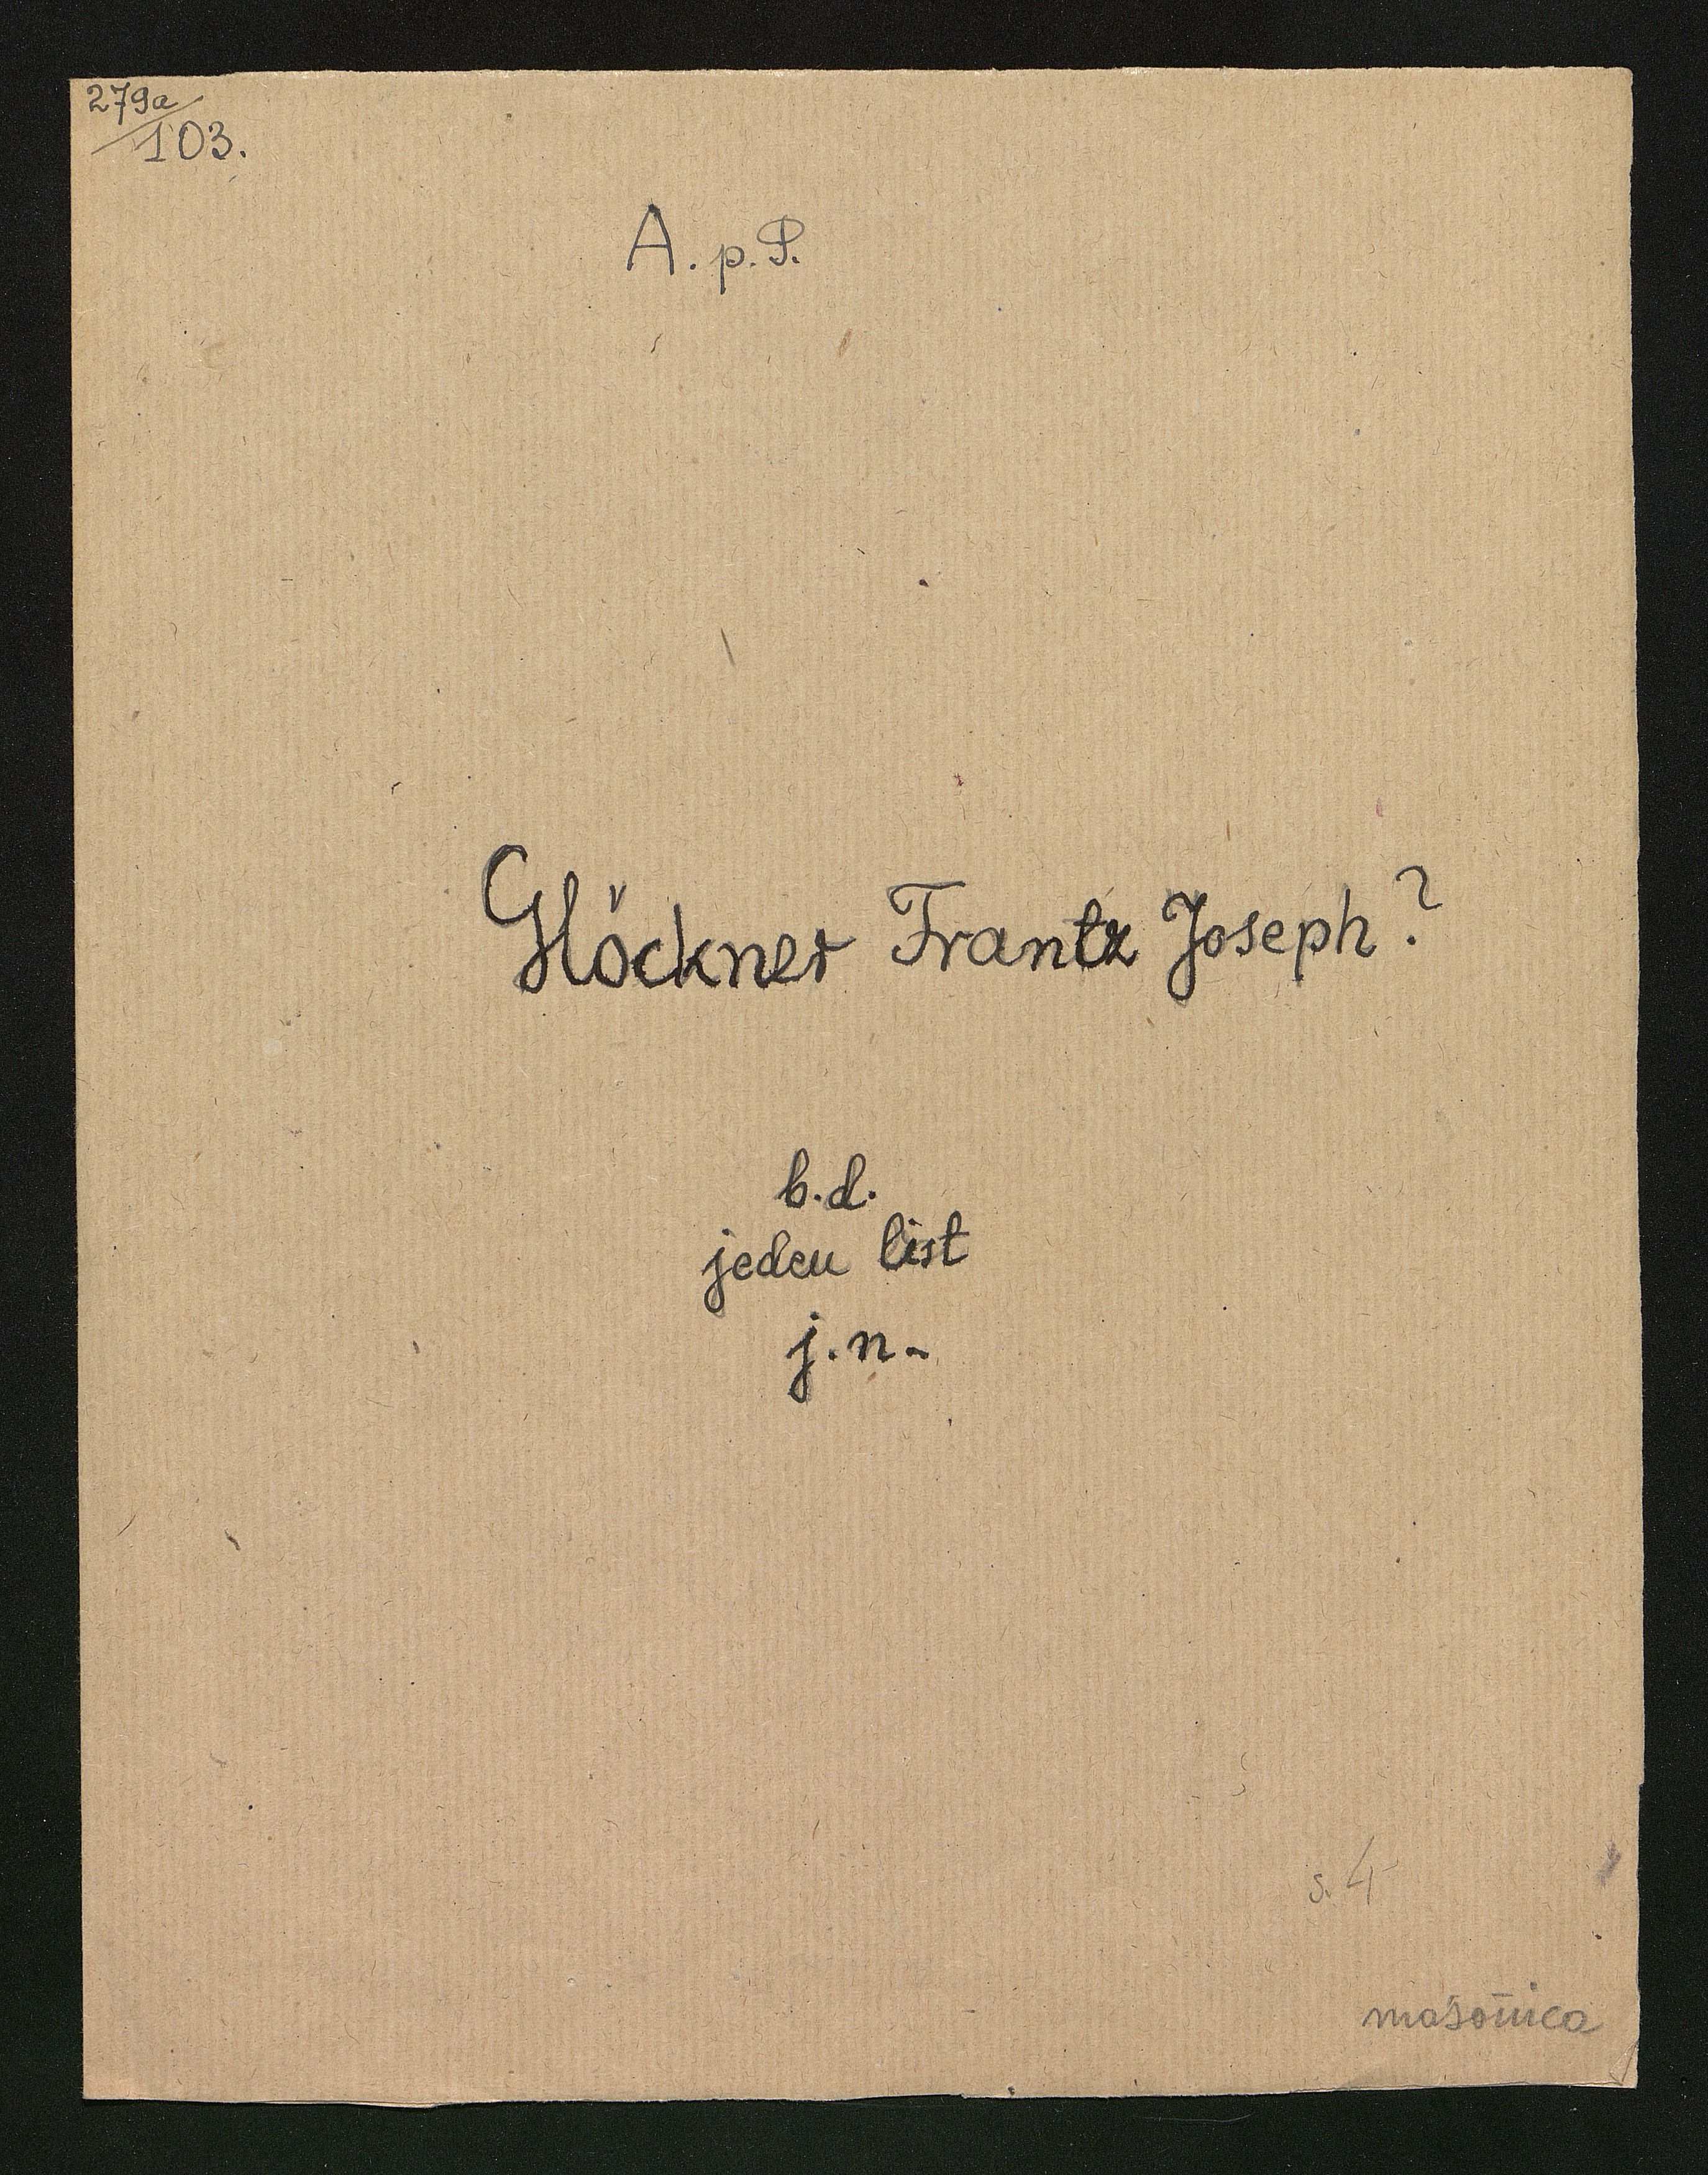 279a/103.
A. p. P.
Glöckner Frantz Joseph?
b.d.
jeden list
j.n.
s. 4
masonica